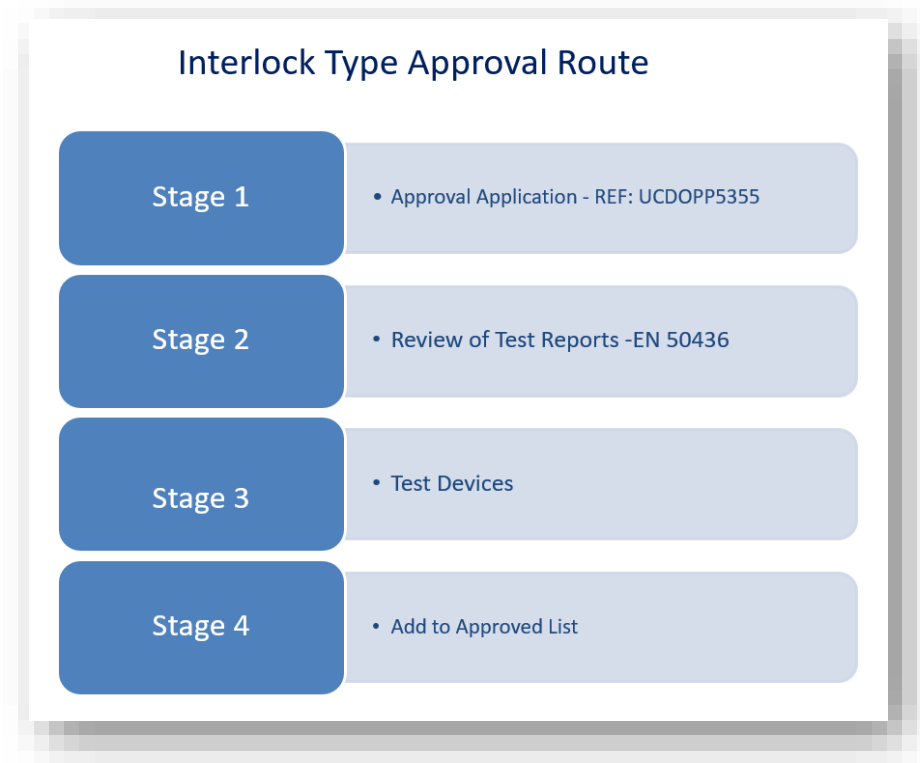 Interlock Type Approval Route
Stage 1
• Approval Application - REF: UCDOPP5355
Stage 2
• Review of Test Reports -EN 50436
Stage 3
• Test Devices
Stage 4
• Add to Approved List